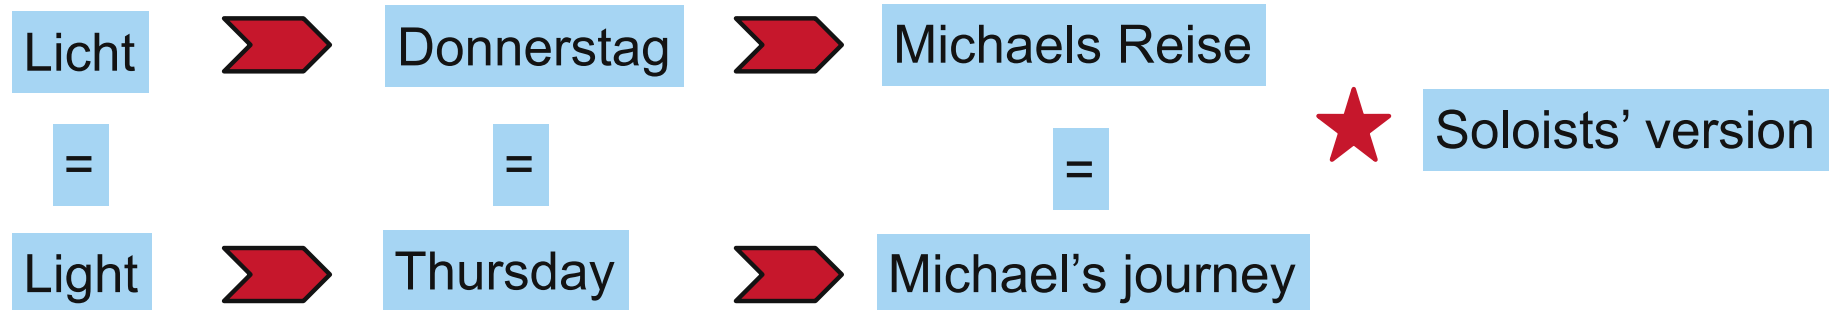 Licht
Donnerstag
Michaels Reise
Soloists’ version
=
=
=
Light
Thursday
Michael’s journey